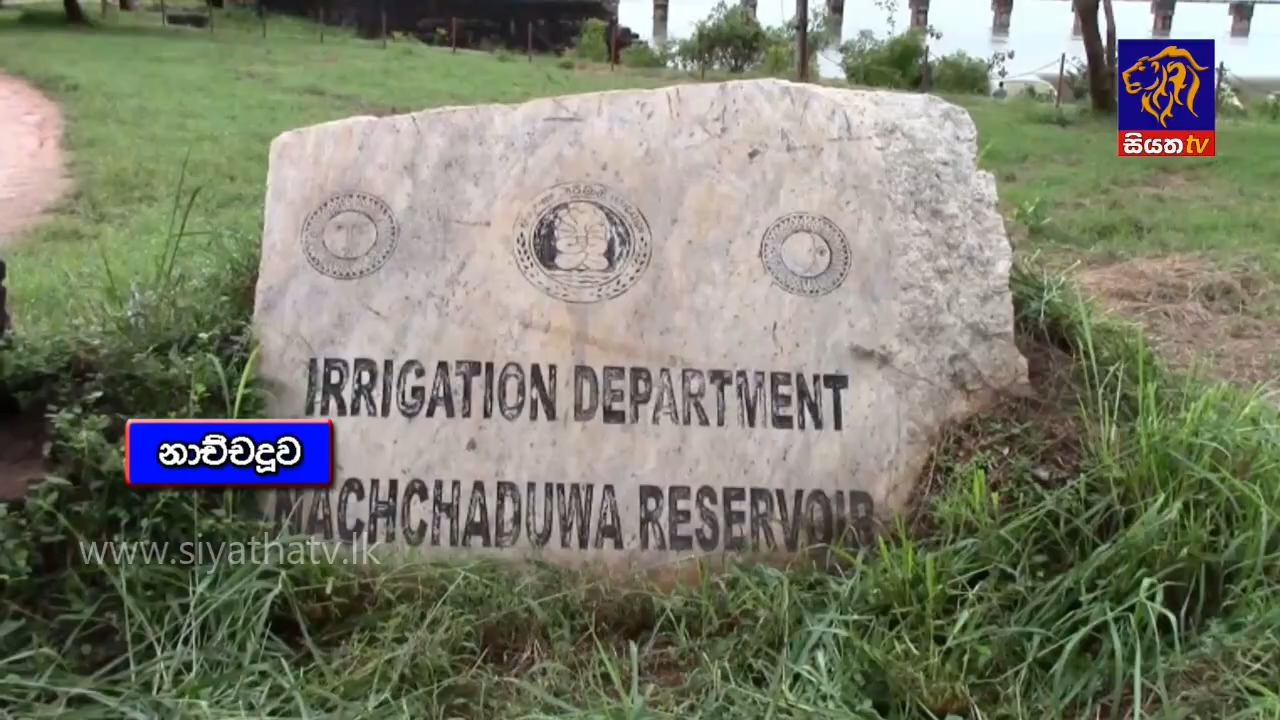 සියත tv
IRRIGATION DEPARTMENT
නාච්චදූව
NACHCHADUWA RESERVOIR
www.siyathatv.lk